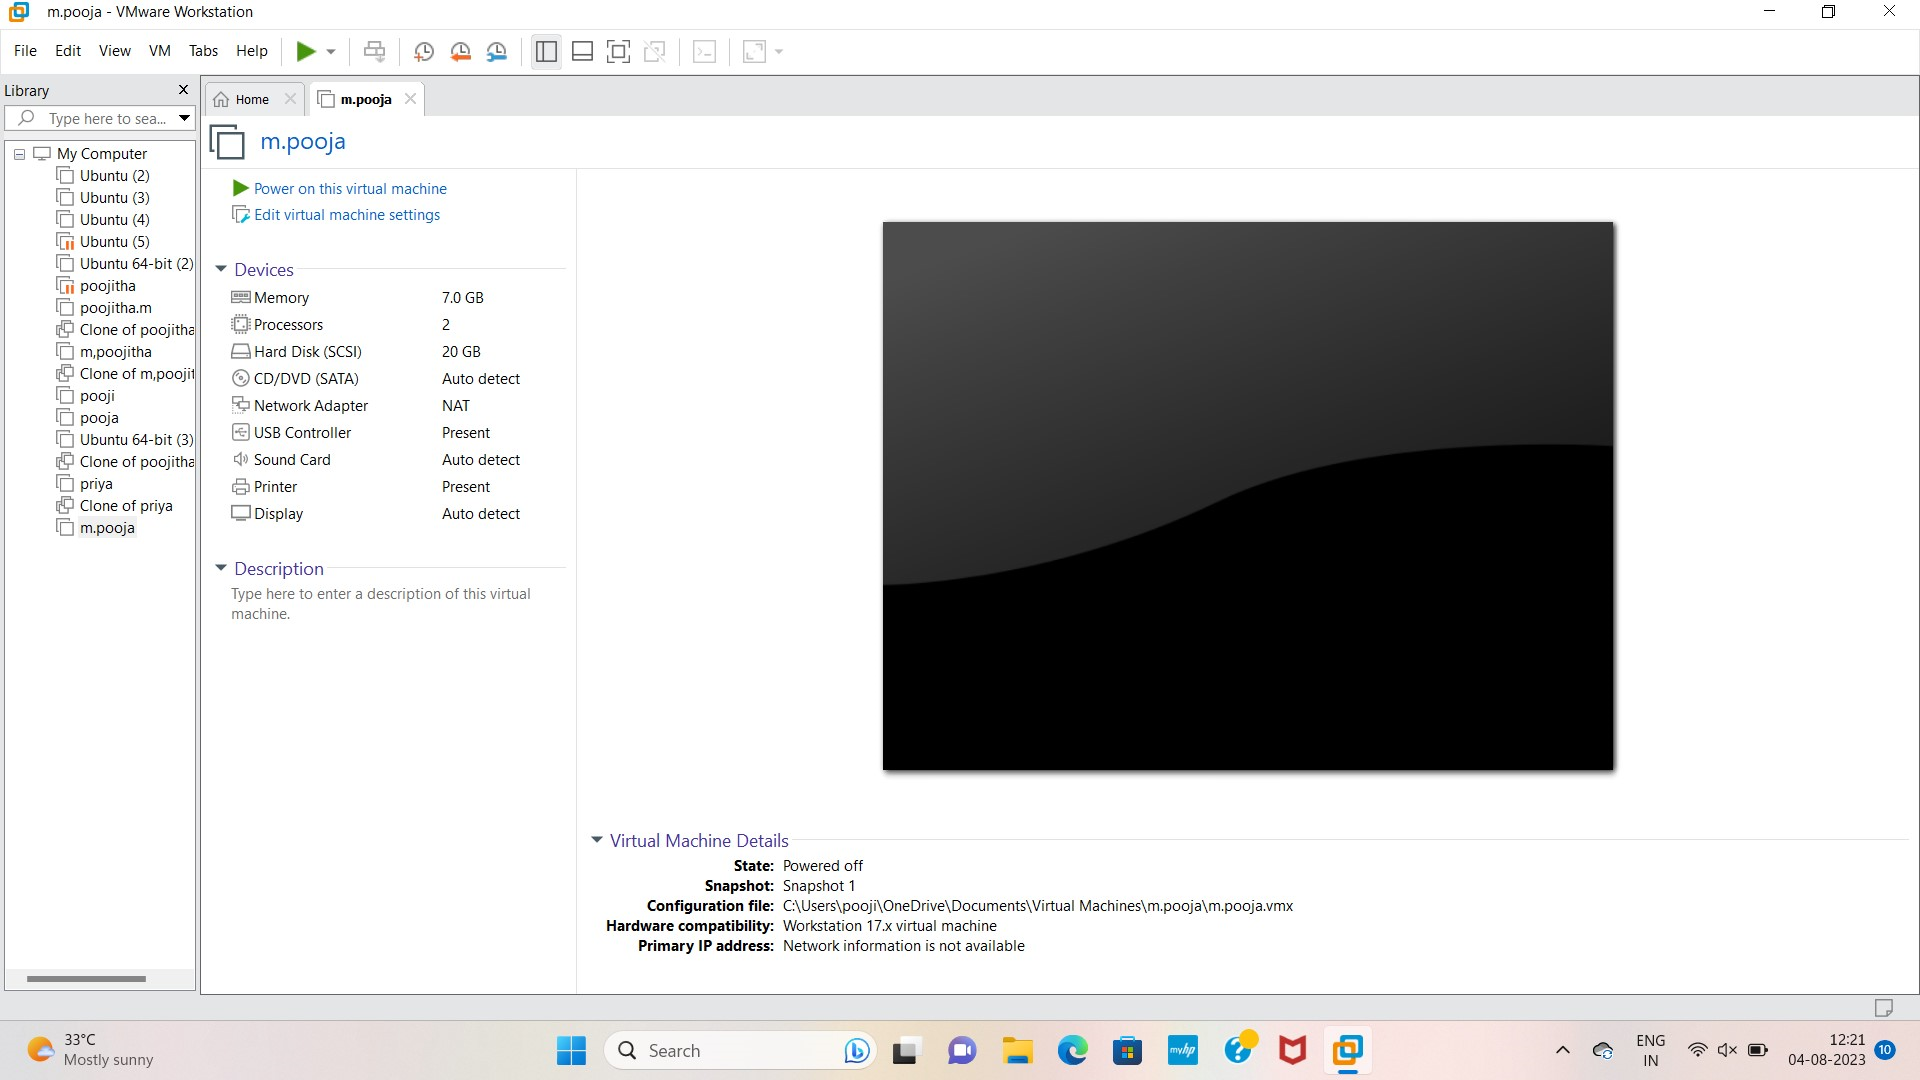 m.pooja - VMware Workstation
File Edit View VM Tabs Help
Library
Type here to sea...
My Computer
Ubuntu (2)
Ubuntu (3)
Ubuntu (4)
Ubuntu (5)
Ubuntu 64-bit (2)
poojitha
poojitha.m
Clone of poojitha
m,poojitha
Clone of m,poojit
pooji
pooja
Ubuntu 64-bit (3)
Clone of poojitha
priya
Clone of priya
m.pooja
Home m.pooja
m.pooja
Power on this virtual machine
Edit virtual machine settings
Devices
Memory 7.0 GB
Processors 2
Hard Disk (SCSI) 20 GB
CD/DVD (SATA) Auto detect
Network Adapter NAT
USB Controller Present
Sound Card Auto detect
Printer Present
Display Auto detect
Description
Type here to enter a description of this virtual
machine.
Virtual Machine Details
State: Powered off
Snapshot: Snapshot 1
Configuration file: C:\Users\pooji\OneDrive\Documents\Virtual Machines\m.pooja\m.pooja.vmx
Hardware compatibility: Workstation 17.x virtual machine
Primary IP address: Network information is not available
33°C
Mostly sunny
Search
myhp
ENG
IN
12:21
04-08-2023
10